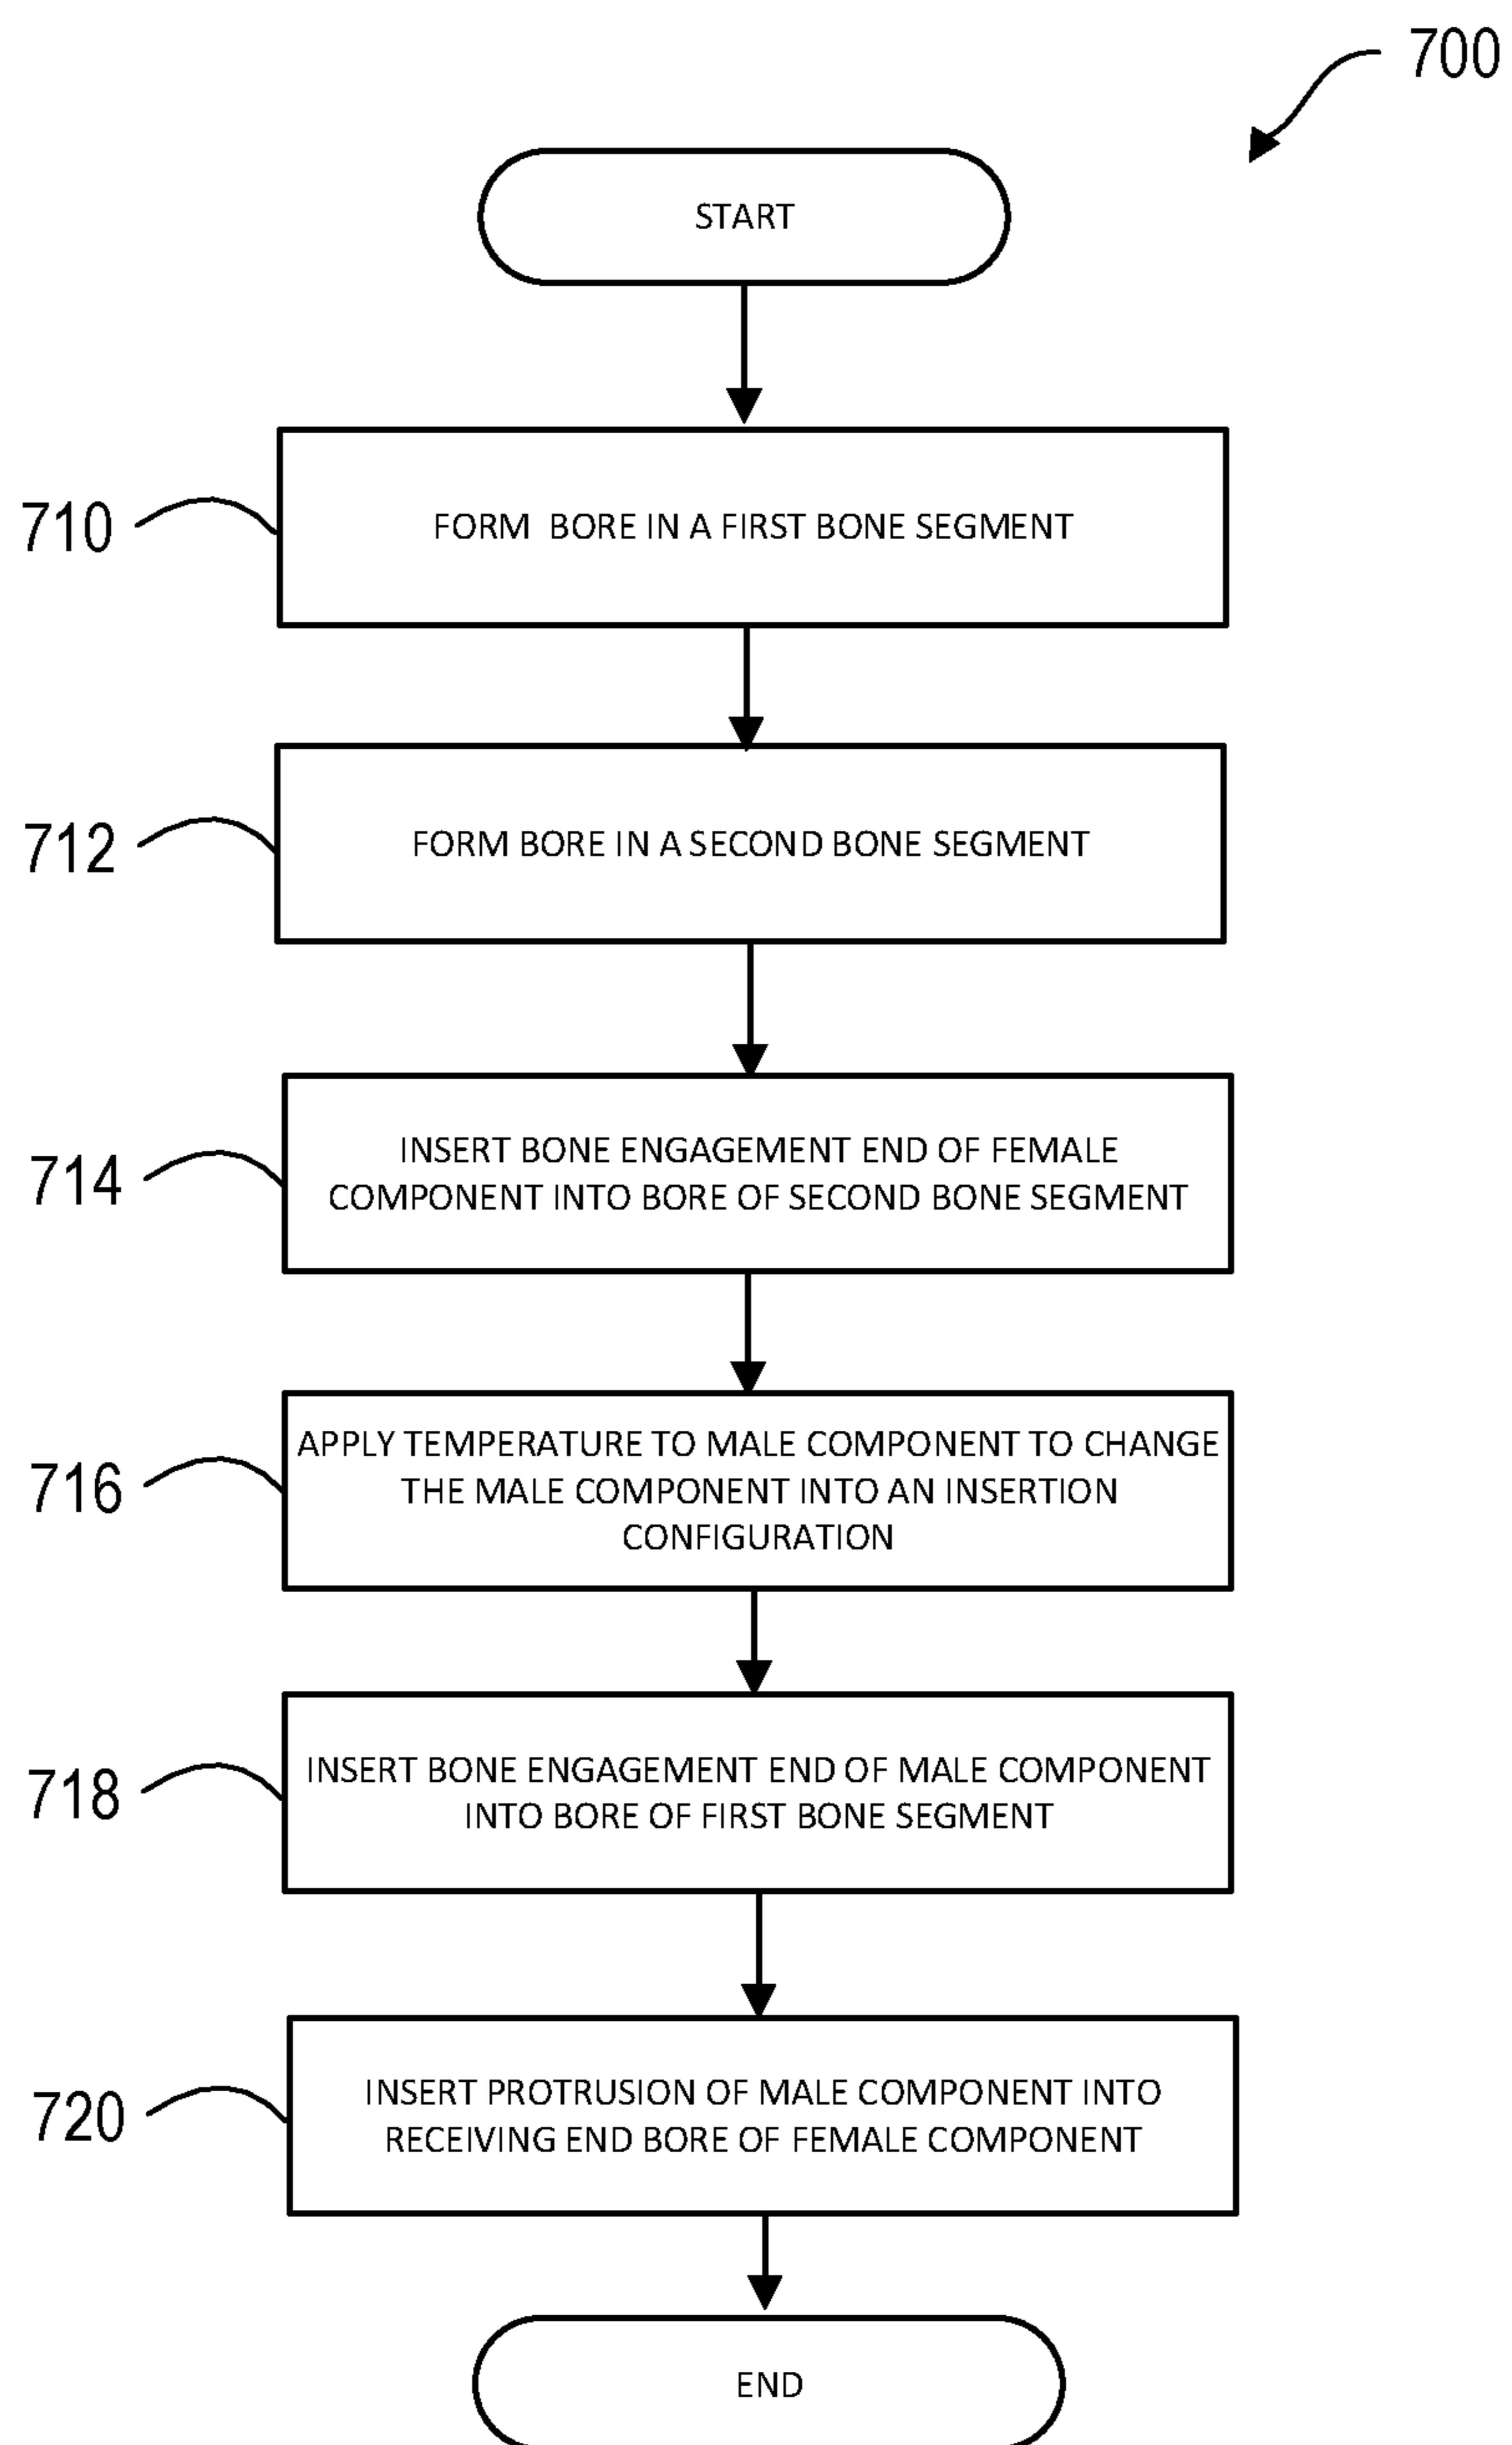 700
START
710
FORM BORE IN A FIRST BONE SEGMENT
712
FORM BORE IN A SECOND BONE SEGMENT
714
INSERT BONE ENGAGEMENT END OF FEMALE
COMPONENT INTO BORE OF SECOND BONE SEGMENT
716
APPLY TEMPERATURE TO MALE COMPONENT TO CHANGE
THE MALE COMPONENT INTO AN INSERTION
CONFIGURATION
718
INSERT BONE ENGAGEMENT END OF MALE COMPONENT
INTO BORE OF FIRST BONE SEGMENT
720
INSERT PROTRUSION OF MALE COMPONENT INTO
RECEIVING END BORE OF FEMALE COMPONENT
END